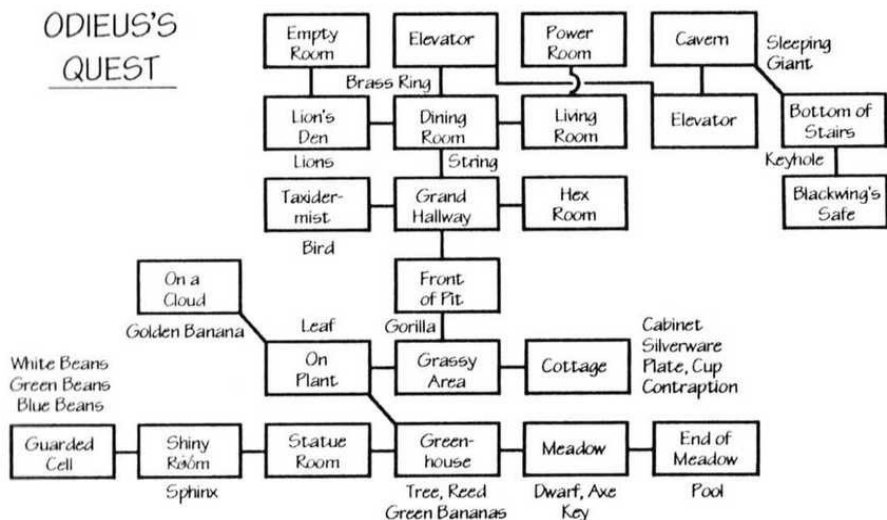 ODIEUS'S
QUEST
Empty
Room
Elevator
Power
Room
Cavern
Sleeping
Giant
Brass Ring
Lion's
Den
Dining
Room
Living
Room
Elevator
Bottom of
Stairs
Lions
String
Keyhole
Taxider-
mist
Grand
Hallway
Hex
Room
Blackwing's
Safe
Bird
On a
Cloud
Front
of Pit
Golden Banana
Leaf
Gorilla
Cabinet
Silverware
Plate, Cup
Contraption
On
Plant
Grassy
Area
Cottage
White Beans
Green Beans
Blue Beans
Guarded
Cell
Shiny
Room
Statue
Room
Green-
house
Meadow
End of
Meadow
Sphinx
Tree, Reed
Green Bananas
Dwarf, Axe
Key
Pool